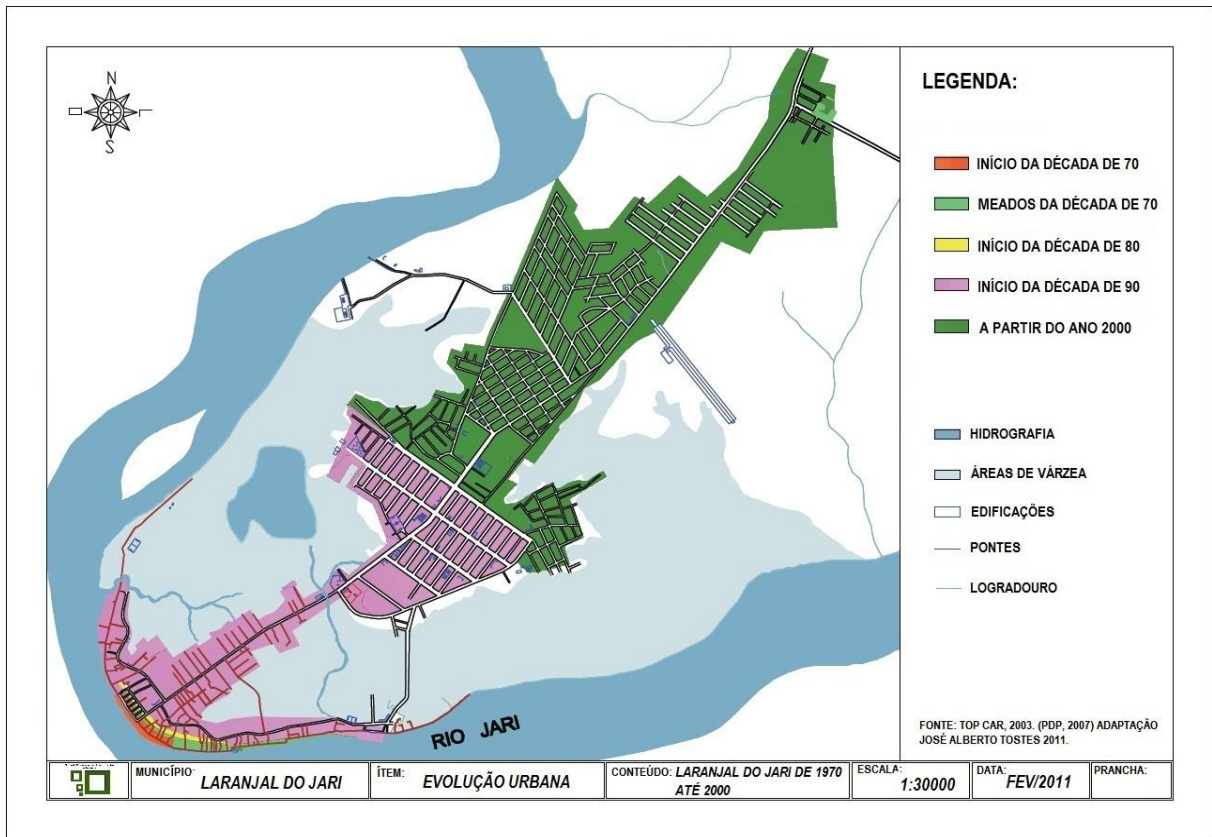 N
S
LEGENDA:
INÍCIO DA DÉCADA DE 70
MEADOS DA DÉCADA DE 70
INÍCIO DA DÉCADA DE 80
INÍCIO DA DÉCADA DE 90
A PARTIR DO ANO 2000
HIDROGRAFIA
ÁREAS DE VÁRZEA
EDIFICAÇÕES
PONTES
LOGRADOURO
RIO JARI
FONTE: TOP CAR, 2003. (PDP, 2007) ADAPTAÇÃO
JOSÉ ALBERTO TOSTES 2011.
MUNICÍPIO: LARANJAL DO JARI
ÍTEM: EVOLUÇÃO URBANA
CONTEÚDO: LARANJAL DO JARI DE 1970
ATÉ 2000
ESCALA: 1:30000
DATA: FEV/2011
PRANCHA: